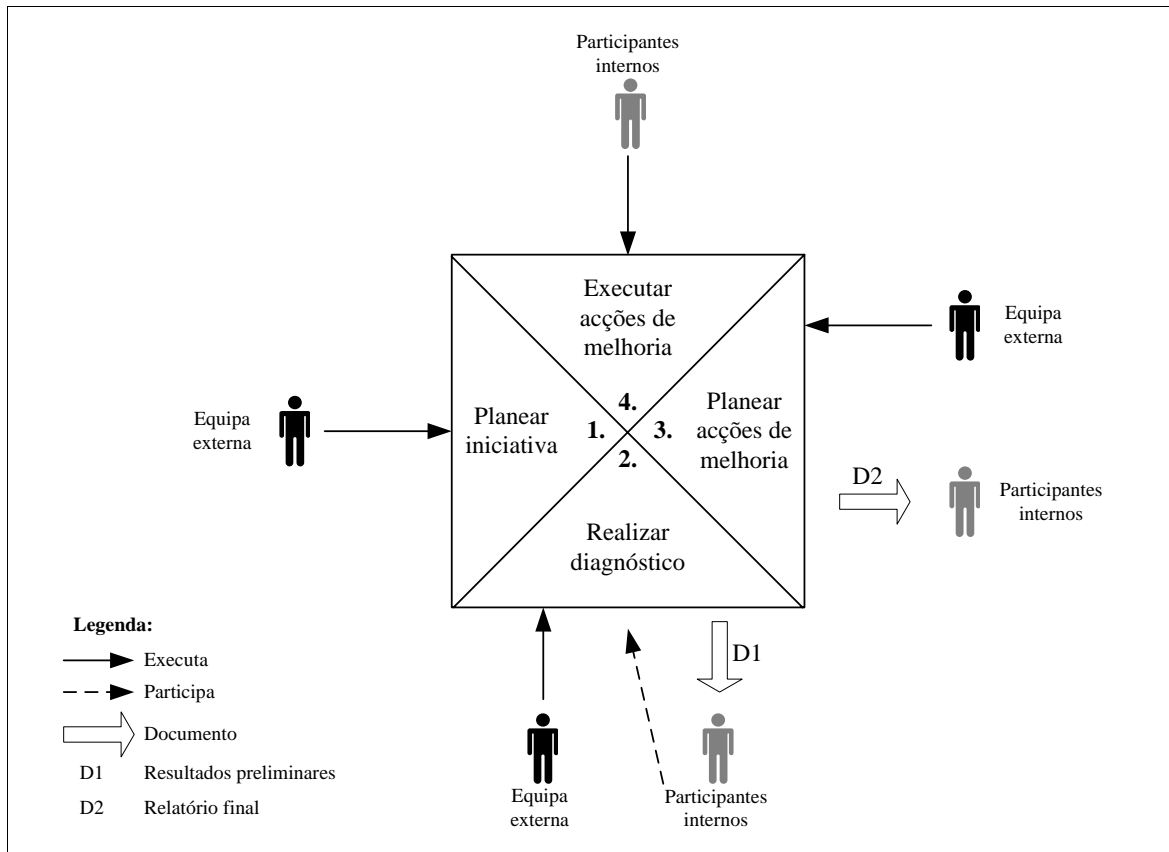 Participantes
internos
Executar
acções de
melhoria
Equipa
externa
Equipa
externa
Planear
iniciativa
4.
1.
3.
2.
Planear
acções de
melhoria
D2
Participantes
internos
Realizar
diagnóstico
D1
Equipa
externa
Participantes
internos
Legenda:
Executa
Participa
Documento
D1 Resultados preliminares
D2 Relatório final